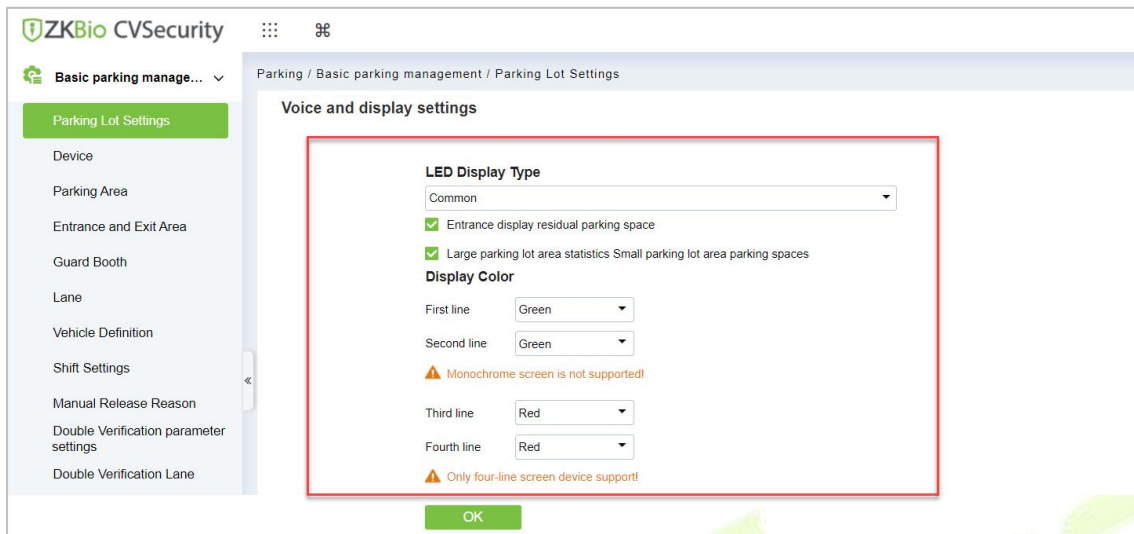 ZKBio CVSecurity
Basic parking manage...
Parking / Basic parking management / Parking Lot Settings
Parking Lot Settings
Device
Parking Area
Entrance and Exit Area
Guard Booth
Lane
Vehicle Definition
Shift Settings
Manual Release Reason
Double Verification parameter
settings
Double Verification Lane
Voice and display settings
LED Display Type
Common
Entrance display residual parking space
Large parking lot area statistics Small parking lot area parking spaces
Display Color
First line Green
Second line Green
Monochrome screen is not supported!
Third line Red
Fourth line Red
Only four-line screen device support!
OK